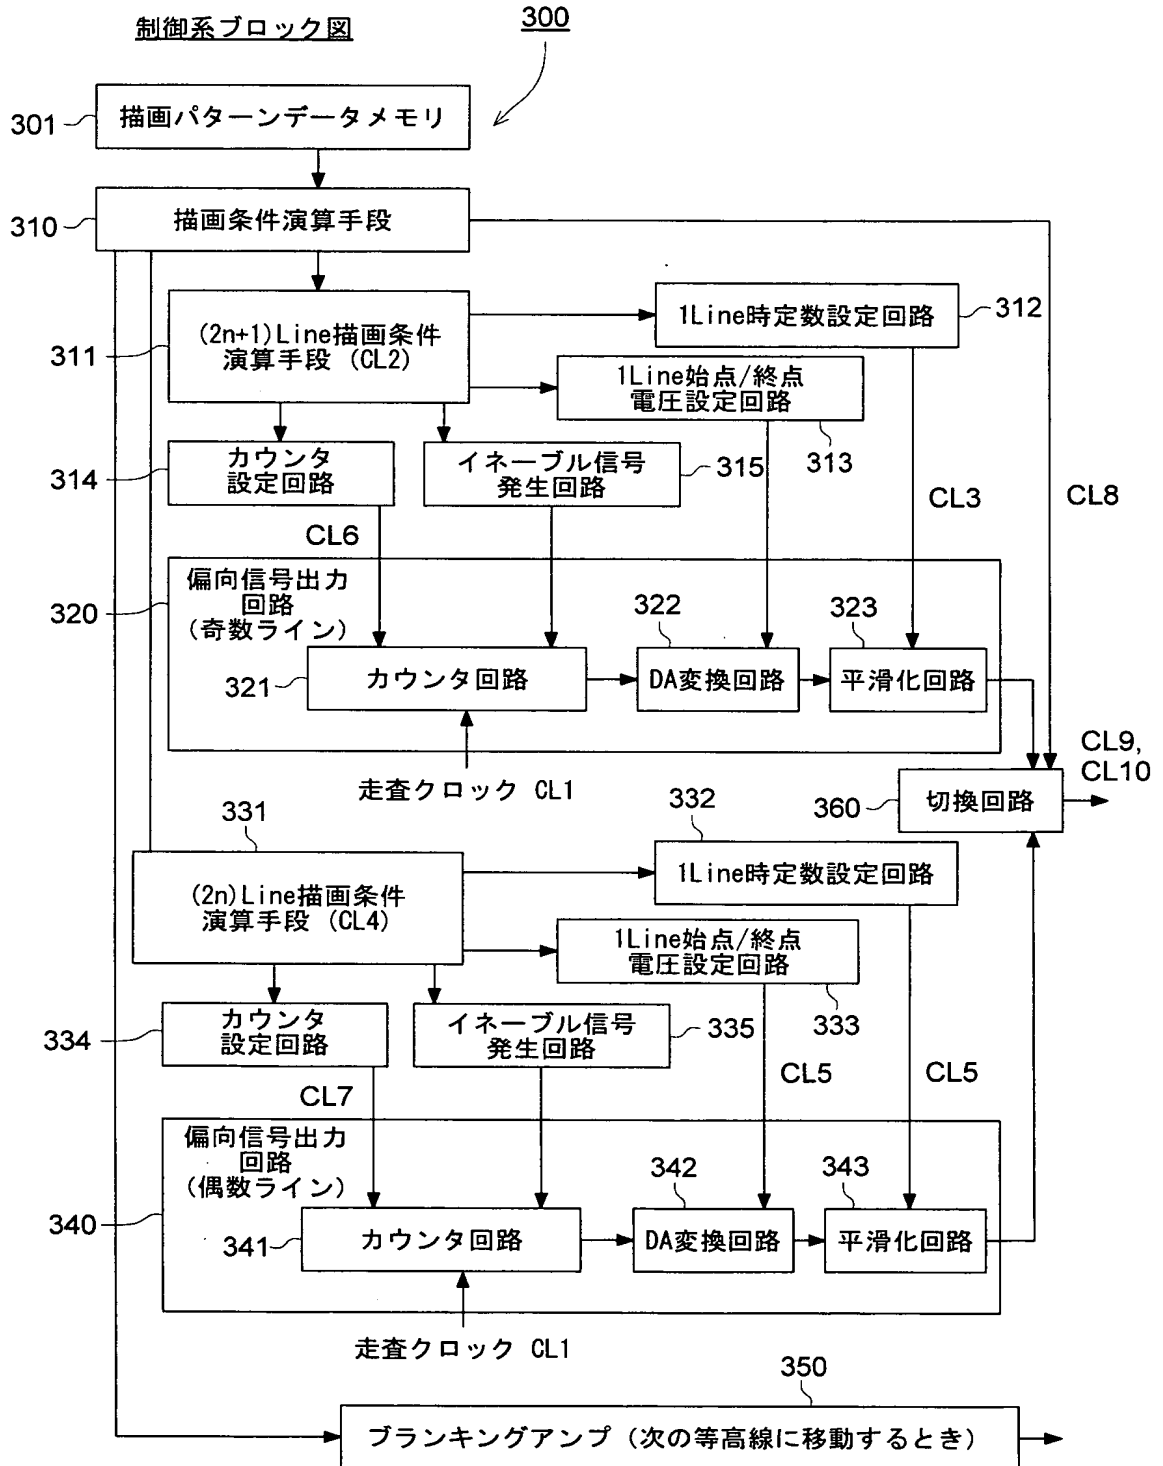 制御系ブロック図
300
301
描画パターンデータメモリ
310
描画条件演算手段
311
(2n+1)Line描画条件
演算手段 (CL2)
1Line時定数設定回路
312
1Line始点/終点
電圧設定回路
313
314
カウンタ
設定回路
イネーブル信号
発生回路
315
CL6
CL3
CL8
320
偏向信号出力
回路
(奇数ライン)
322
323
321
カウンタ回路
DA変換回路
平滑化回路
走査クロック CL1
CL9,
CL10
360
切換回路
331
332
(2n)Line描画条件
演算手段 (CL4)
1Line時定数設定回路
1Line始点/終点
電圧設定回路
333
334
カウンタ
設定回路
イネーブル信号
発生回路
335
CL7
CL5
CL5
340
偏向信号出力
回路
(偶数ライン)
342
343
341
カウンタ回路
DA変換回路
平滑化回路
走査クロック CL1
350
ブランキングアンプ (次の等高線に移動するとき)